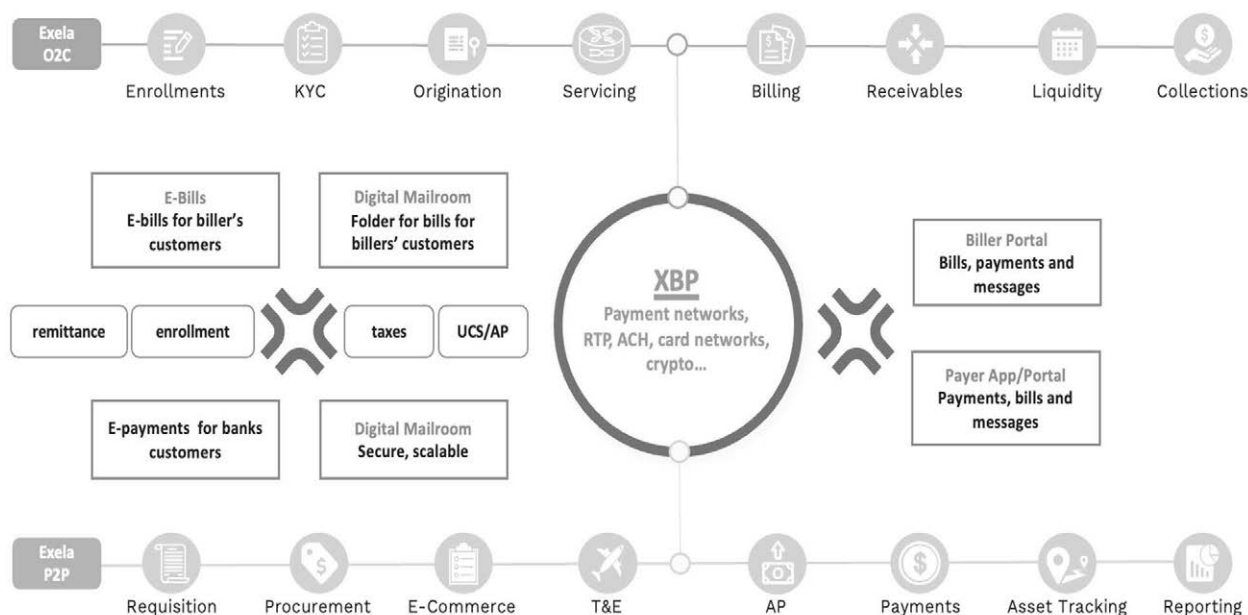 Exela
O2C
Enrollments
KYC
Origination
Servicing
Billing
Receivables
Liquidity
Collections
E-Bills
E-bills for biller's
customers
Digital Mailroom
Folder for bills for
billers' customers
remittance
enrollment
taxes
UCS/AP
E-payments for banks
customers
Digital Mailroom
Secure, scalable
XBP
Payment networks,
RTP, ACH, card networks,
crypto...
Biller Portal
Bills, payments and
messages
Payer App/Portal
Payments, bills and
messages
Exela
P2P
Requisition
Procurement
E-Commerce
T&E
AP
Payments
Asset Tracking
Reporting